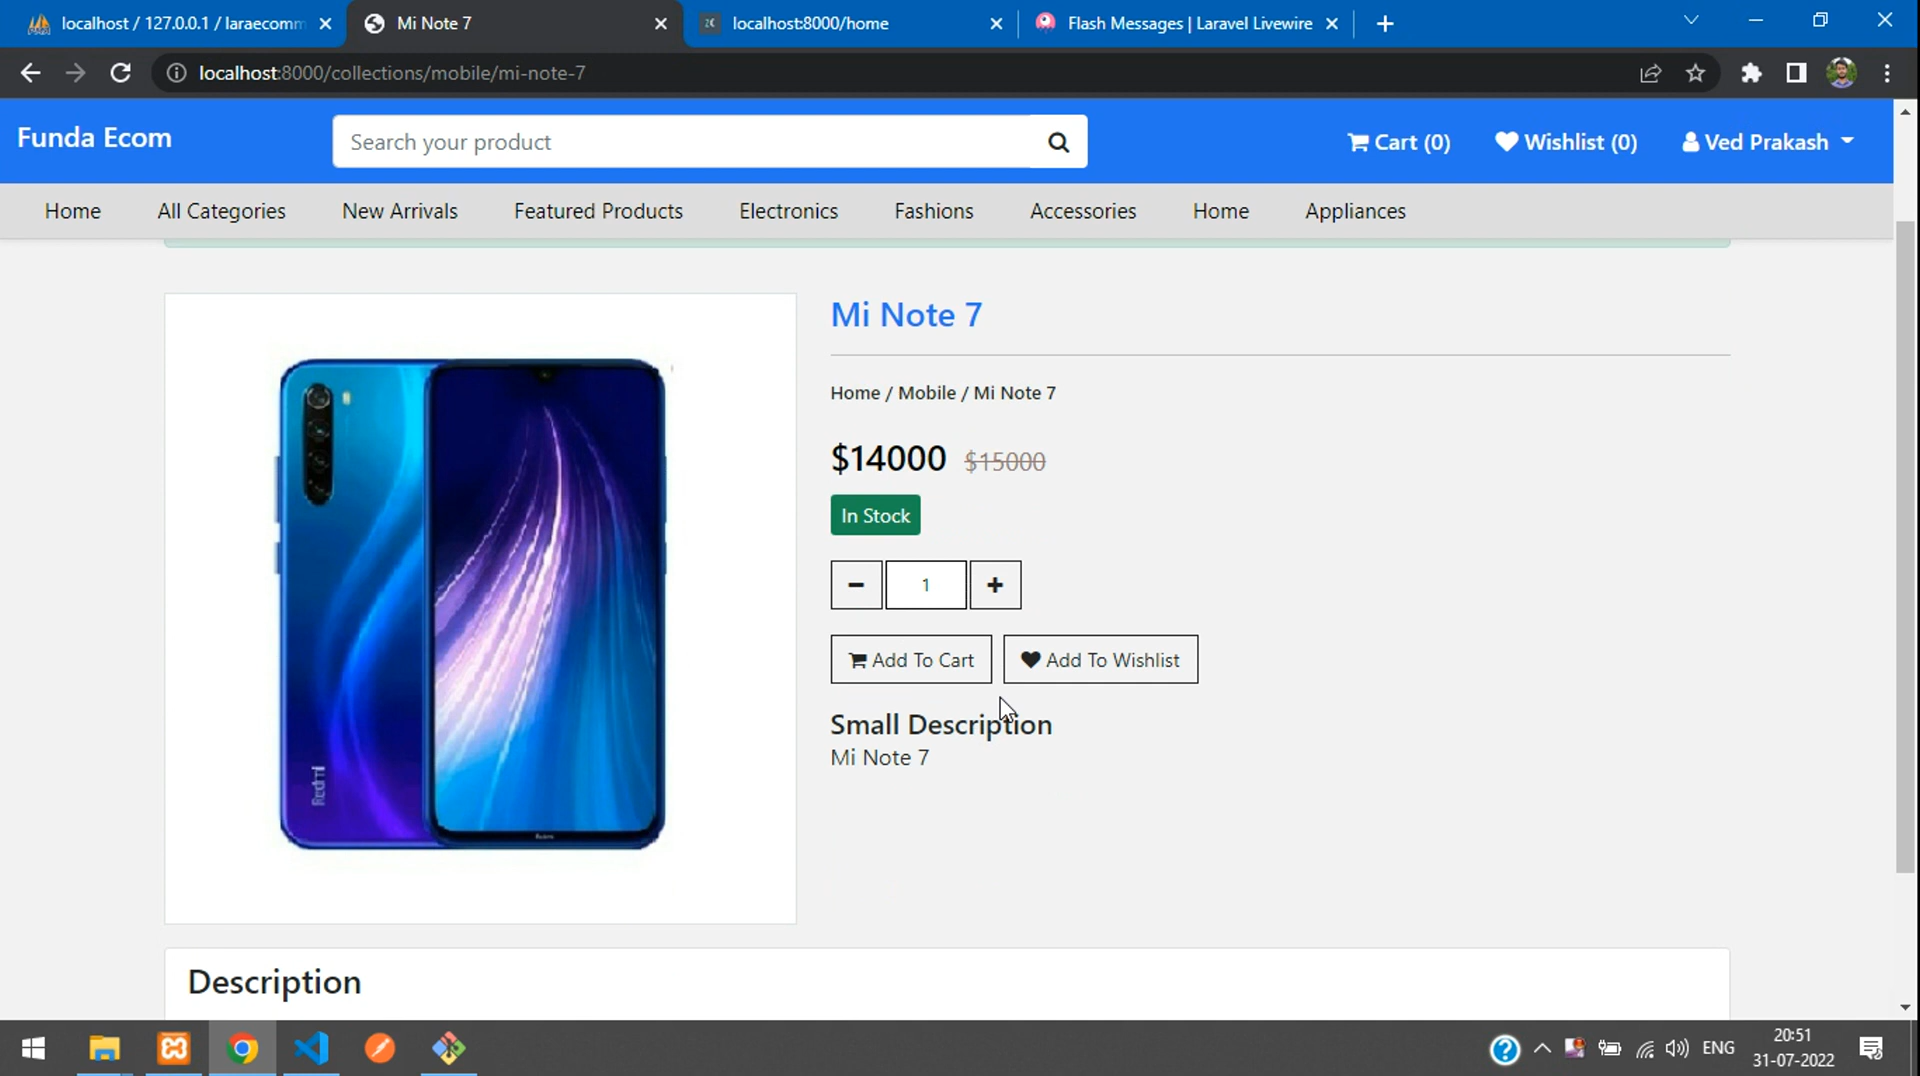 localhost / 127.0.0.1 / laraecomm
Mi Note 7
localhost:8000/home
Flash Messages | Laravel Livewire
localhost:8000/collections/mobile/mi-note-7
Funda Ecom
Search your product
Cart (0)
Wishlist (0)
Ved Prakash
Home
All Categories
New Arrivals
Featured Products
Electronics
Fashions
Accessories
Home
Appliances
Redmi
Mi Note 7
Home / Mobile / Mi Note 7
$14000 $15000
In Stock
1
Add To Cart
Add To Wishlist
Small Description
Mi Note 7
Description
ENG
20:51
31-07-2022